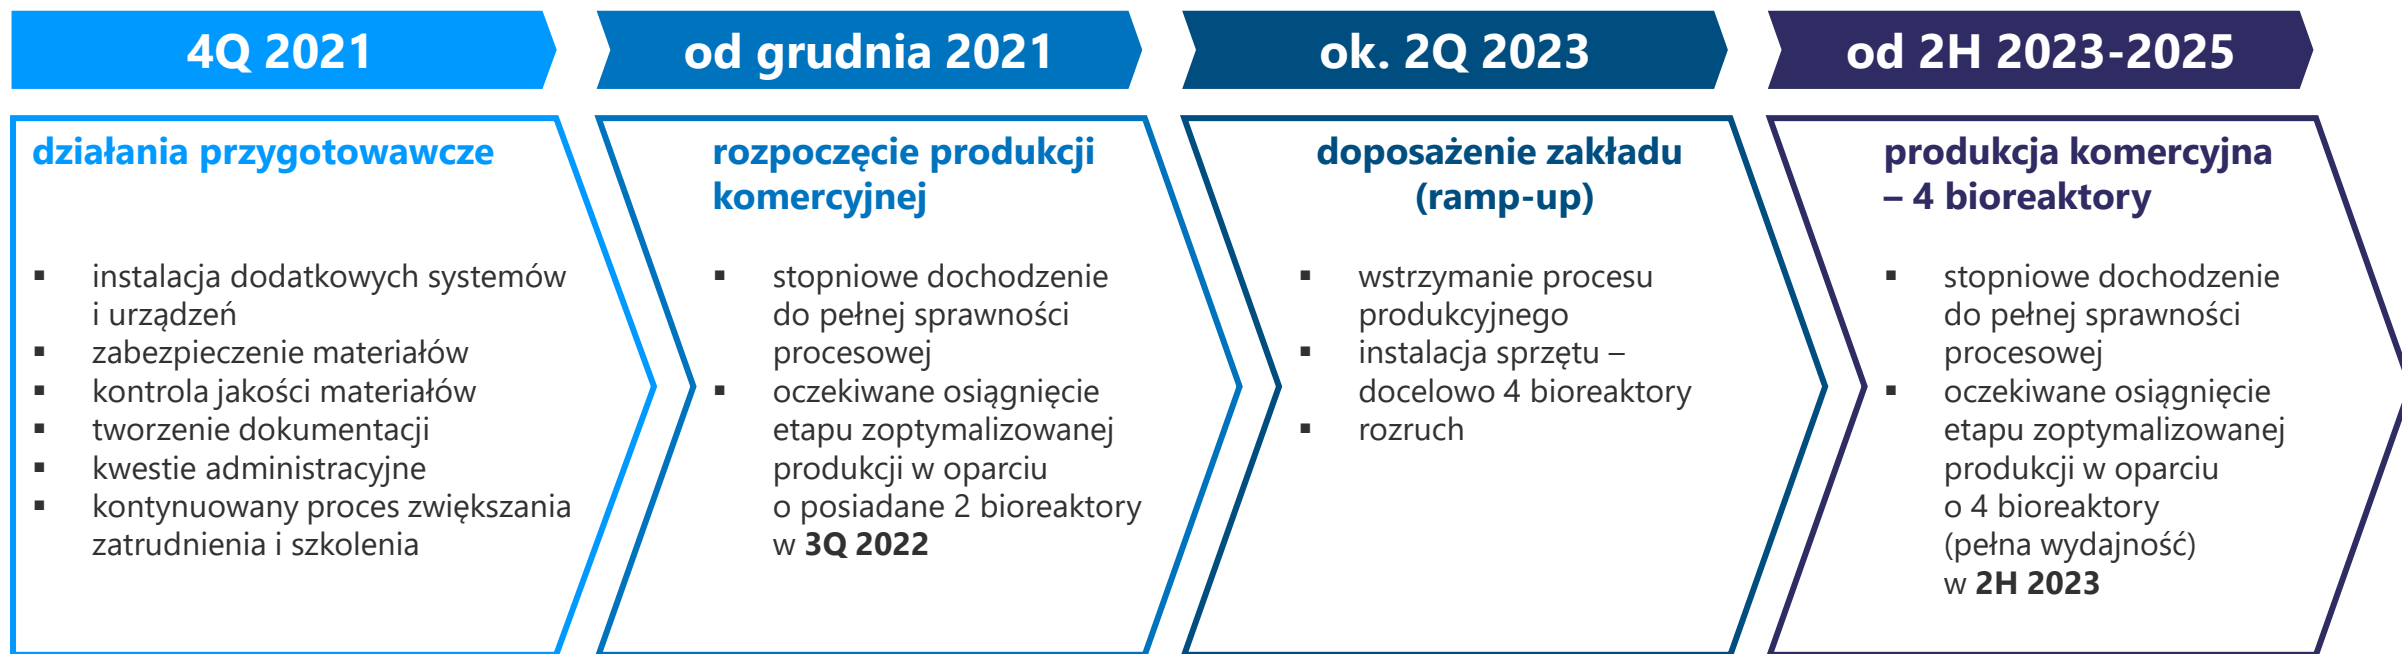 4Q 2021
działania przygotowawcze
▪ instalacja dodatkowych systemów
i urządzeń
▪ zabezpieczenie materiałów
▪ kontrola jakości materiałów
▪ tworzenie dokumentacji
▪ kwestie administracyjne
▪ kontynuowany proces zwiększania
zatrudnienia i szkolenia
od grudnia 2021
rozpoczęcie produkcji
komercyjnej
▪ stopniowe dochodzenie
do pełnej sprawności
procesowej
▪ oczekiwane osiągnięcie
etapu zoptymalizowanej
produkcji w oparciu
o posiadane 2 bioreaktory
w 3Q 2022
ok. 2Q 2023
doposażenie zakładu
(ramp-up)
▪ wstrzymanie procesu
produkcyjnego
▪ instalacja sprzętu –
docelowo 4 bioreaktory
▪ rozruch
od 2H 2023-2025
produkcja komercyjna
– 4 bioreaktory
▪ stopniowe dochodzenie
do pełnej sprawności
procesowej
▪ oczekiwane osiągnięcie
etapu zoptymalizowanej
produkcji w oparciu
o 4 bioreaktory
(pełna wydajność)
w 2H 2023